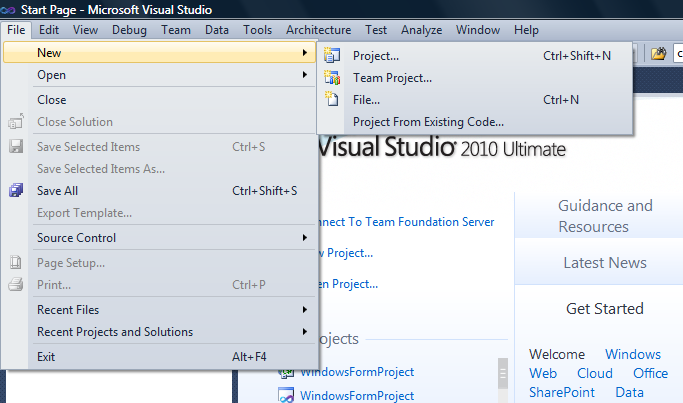 Start Page - Microsoft Visual Studio
File Edit View Debug Team Data Tools Architecture Test Analyze Window Help
New
Open
Close
Close Solution
Save Selected Items Ctrl+S
Save Selected Items As...
Save All Ctrl+Shift+S
Export Template...
Source Control
Page Setup...
Print... Ctrl+P
Recent Files
Recent Projects and Solutions
Exit Alt+F4
Project... Ctrl+Shift+N
Team Project...
File... Ctrl+N
Project From Existing Code...
Visual Studio 2010 Ultimate
To Team Foundation Server
Project...
Project...
WindowsFormProject
WindowsFormProject
Guidance and
Resources
Latest News
Get Started
Welcome Windows
Web Cloud Office
SharePoint Data